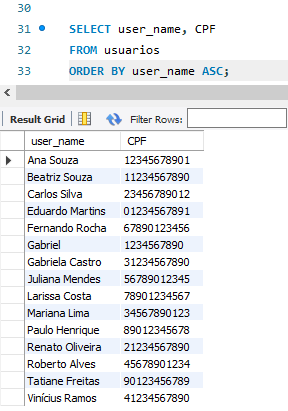 30
31 SELECT user_name, CPF
32 FROM usuarios
33 ORDER BY user_name ASC;
Result Grid Filter Rows:
user_name CPF
Ana Souza 12345678901
Beatriz Souza 11234567890
Carlos Silva 23456789012
Eduardo Martins 01234567891
Fernando Rocha 67890123456
Gabriel 1234567890
Gabriela Castro 31234567890
Juliana Mendes 56789012345
Larissa Costa 78901234567
Mariana Lima 34567890123
Paulo Henrique 89012345678
Renato Oliveira 21234567890
Roberto Alves 45678901234
Tatiane Freitas 90123456789
Vinícius Ramos 41234567890